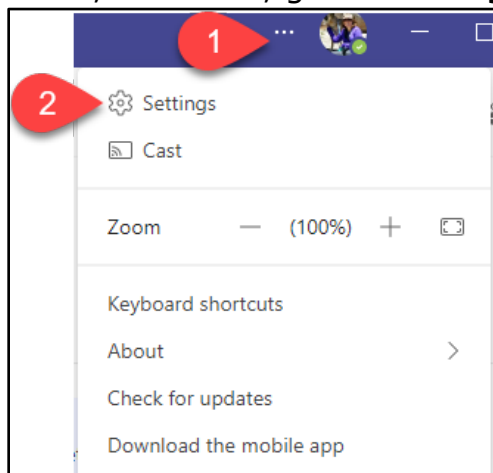 1
...
2
Settings
Cast
Zoom — (100%) +
Keyboard shortcuts
About
Check for updates
Download the mobile app